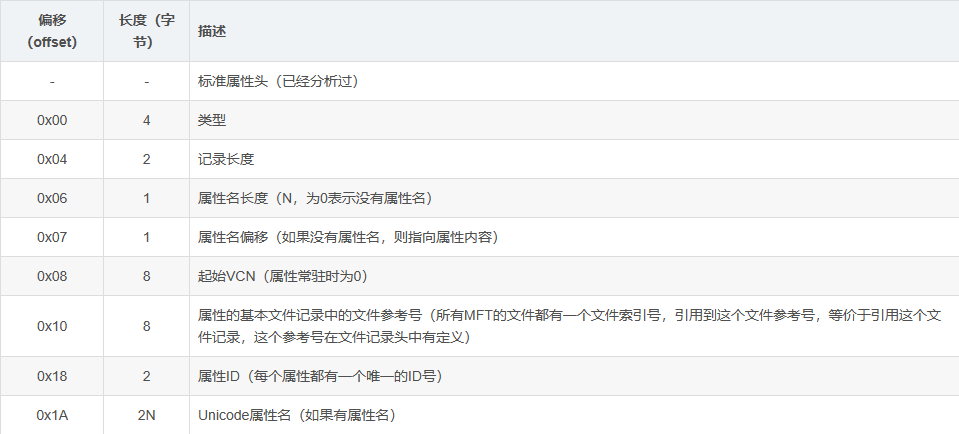 偏移 长度（字 描述
（offset） 节）
- - 标准属性头（已经分析过）
0x00 4 类型
0x04 2 记录长度
0x06 1 属性名长度（N，为0表示没有属性名）
0x07 1 属性名偏移（如果没有属性名，则指向属性内容）
0x08 8 起始VCN（属性常驻时为0）
0x10 8 属性的基本文件记录中的文件参考号（所有MFT的文件都有一个文件索引号，引用到这个文件参考号，等价于引用这个文
件记录，这个参考号在文件记录头中有定义）
0x18 2 属性ID（每个属性都有一个唯一的ID号）
0x1A 2N Unicode属性名（如果有属性名）